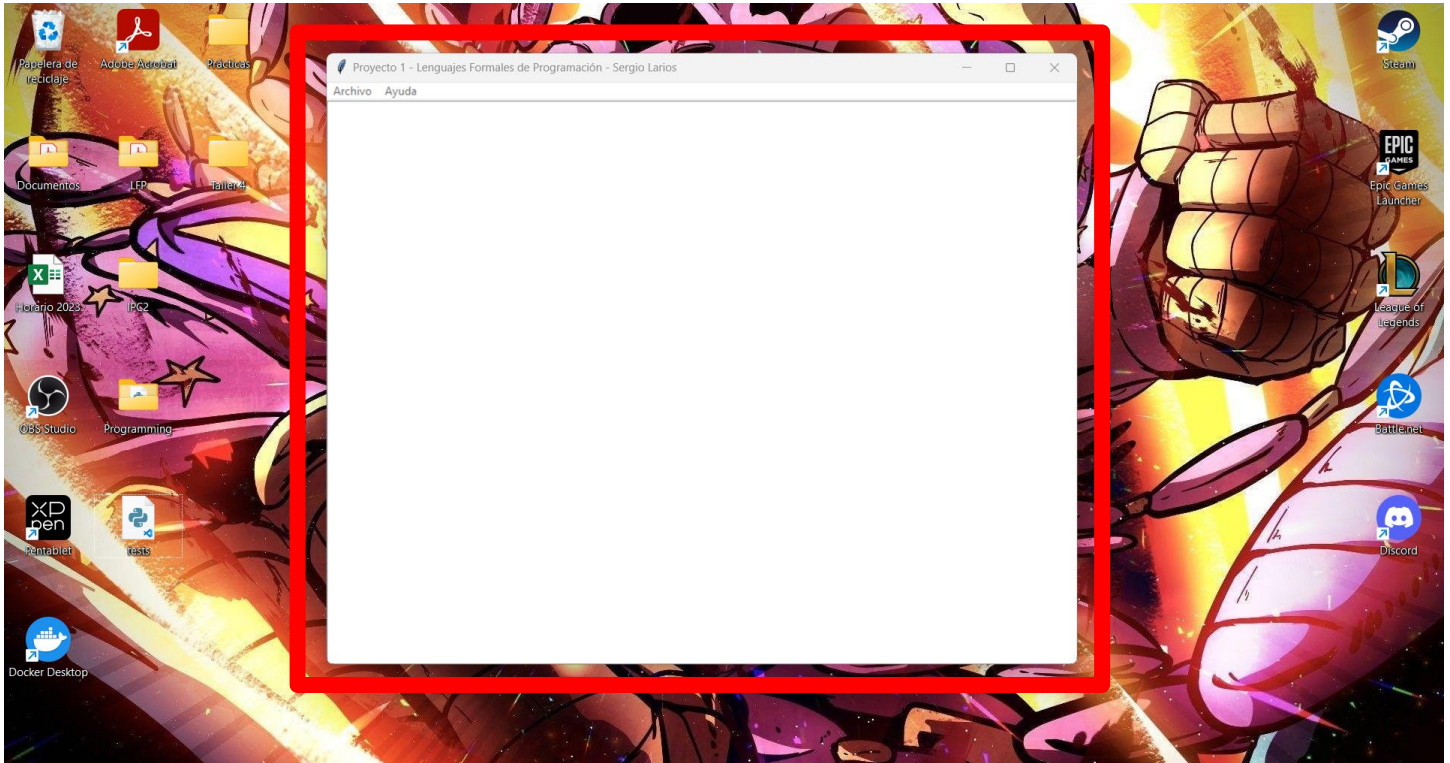 Papelera de
reciclaje
Adobe Acrobat
Prácticas
Proyecto 1 - Lenguajes Formales de Programación - Sergio Larios
Archivo Ayuda
Steam
Documentos
LFP
Taller 4
EPIC
GAMES
Epic Games
Launcher
Horario 2023
IPC2
League of
Legends
OBS Studio
Programming
Battle.net
XP
pen
Pentablet
tests
Discord
Docker Desktop